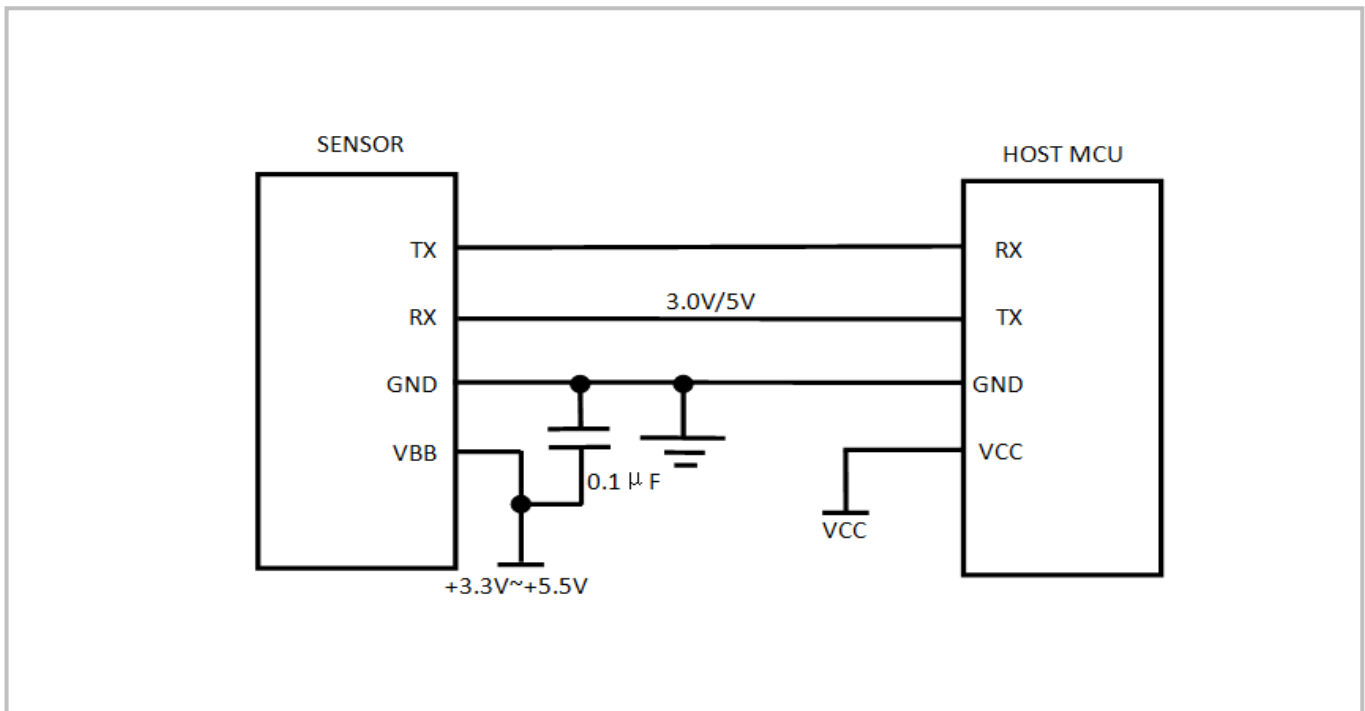 SENSOR
HOST MCU
TX
RX
3.0V/5V
RX
TX
GND
GND
VBB
VCC
0.1 μ F
VCC
+3.3V~+5.5V